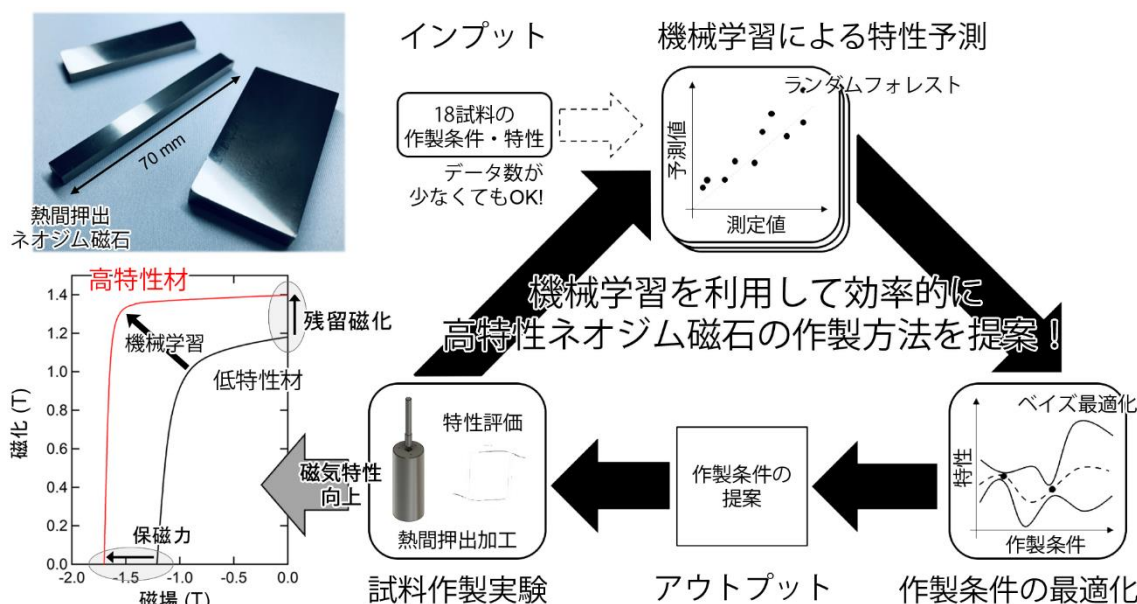 インプット
機械学習による特性予測
18試料の
作製条件・特性
データ数が
少なくてもOK!
ランダムフォレスト
予測値
測定値
70 mm
熱間押出
ネオジム磁石
機械学習を利用して効率的に
高特性ネオジム磁石の作製方法を提案！
高特性材
機械学習
低特性材
残留磁化
保磁力
磁化 (T)
1.4
1.2
1.0
0.8
0.6
0.4
0.2
0.0
-2.0
-1.5
-1.0
-0.5
0.0
磁場 (T)
磁気特性
向上
特性評価
熱間押出加工
試料作製実験
作製条件の
提案
アウトプット
ベイズ最適化
特性
作製条件
作製条件の最適化